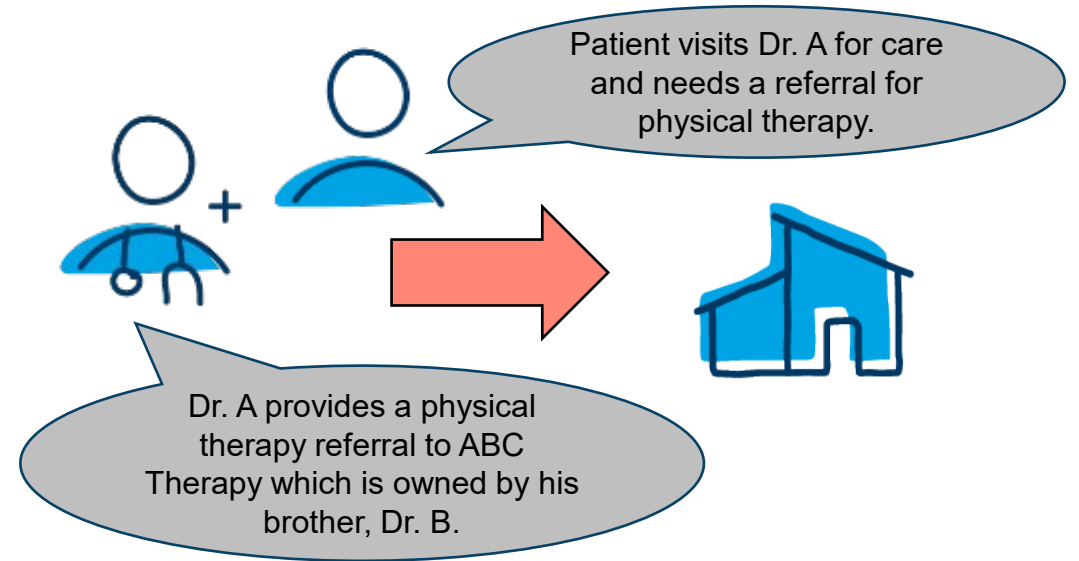 Patient visits Dr. A for care
and needs a referral for
physical therapy.
Dr. A provides a physical
therapy referral to ABC
Therapy which is owned by his
brother, Dr. B.